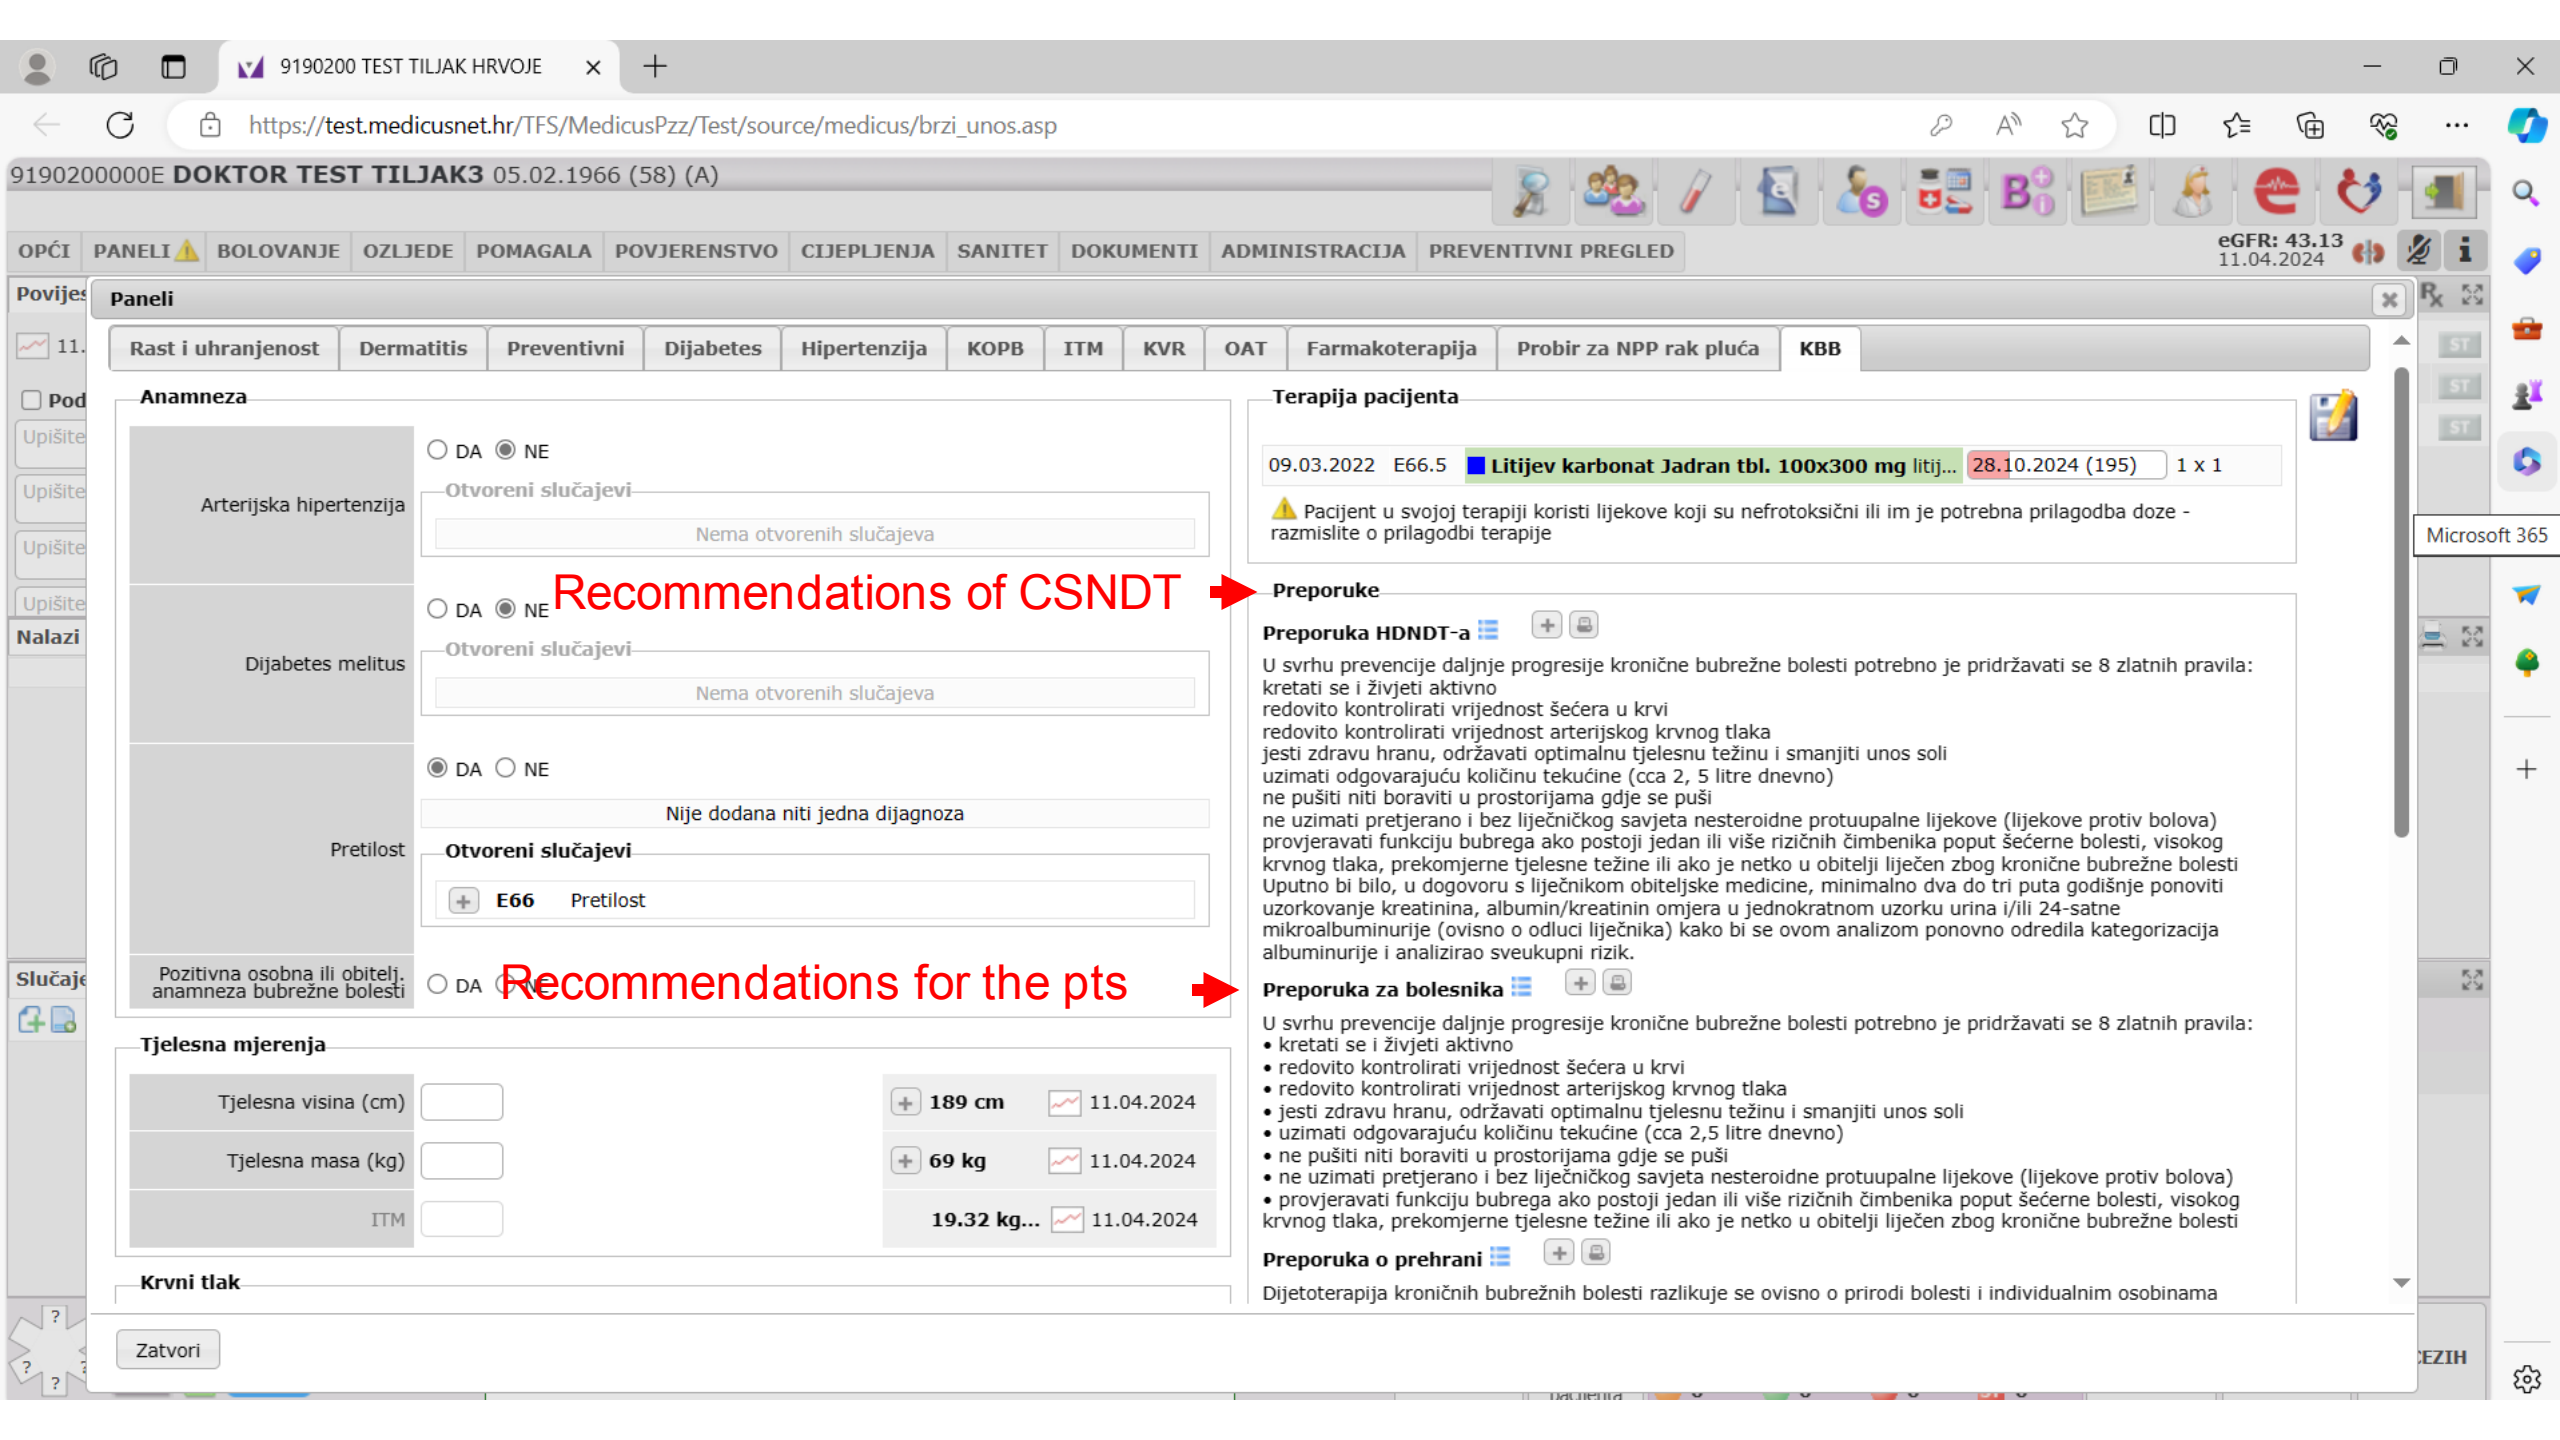 9190200 TEST TILJAK HRVOJE
https://test.medicusnet.hr/TFS/MedicusPzz/Test/source/medicus/brzi_unos.asp
9190200000E DOKTOR TEST TILJAK3 05.02.1966 (58) (A)
OPĆI PANELI BOLOVANJE OZLJEDE POMAGALA POVJERENSTVO CIJEPLJENJA SANITET DOKUMENTI ADMINISTRACIJA PREVENTIVNI PREGLED
eGFR: 43.13
11.04.2024
Paneli
Rast i uhranjenost Dermatitis Preventivni Dijabetes Hipertenzija KOPB ITM KVR OAT Farmakoterapija Probir za NPP rak pluća KBB
Anamneza
Arterijska hipertenzija
DA NE
Otvoreni slučajevi
Nema otvorenih slučajeva
Dijabetes melitus
DA NE
Otvoreni slučajevi
Nema otvorenih slučajeva
Pretilost
DA NE
Nije dodana niti jedna dijagnoza
Otvoreni slučajevi
E66 Pretilost
Pozitivna osobna ili obitelj.
anamneza bubrežne bolesti
DA NE
Tjelesna mjerenja
Tjelesna visina (cm) 189 cm 11.04.2024
Tjelesna masa (kg) 69 kg 11.04.2024
ITM 19.32 kg... 11.04.2024
Krvni tlak
Recommendations of CSNDT
Recommendations for the pts
Terapija pacijenta
09.03.2022 E66.5 Litijev karbonat Jadran tbl. 100x300 mg litij... 28.10.2024 (195) 1 x 1
Pacijent u svojoj terapiji koristi lijekove koji su nefrotoksični ili im je potrebna prilagodba doze -
razmislite o prilagodbi terapije
Preporuke
Preporuka HDNDT-a
U svrhu prevencije daljnje progresije kronične bubrežne bolesti potrebno je pridržavati se 8 zlatnih pravila:
kretati se i živjeti aktivno
redovito kontrolirati vrijednost šećera u krvi
redovito kontrolirati vrijednost arterijskog krvnog tlaka
jesti zdravu hranu, održavati optimalnu tjelesnu težinu i smanjiti unos soli
uzimati odgovarajuću količinu tekućine (cca 2, 5 litre dnevno)
ne pušiti niti boraviti u prostorijama gdje se puši
ne uzimati pretjerano i bez liječničkog savjeta nesteroidne protuupalne lijekove (lijekove protiv bolova)
provjeravati funkciju bubrega ako postoji jedan ili više rizičnih čimbenika poput šećerne bolesti, visokog
krvnog tlaka, prekomjerne tjelesne težine ili ako je netko u obitelji liječen zbog kronične bubrežne bolesti
Uputno bi bilo, u dogovoru s liječnikom obiteljske medicine, minimalno dva do tri puta godišnje ponoviti
uzorkovanje kreatinina, albumin/kreatinin omjera u jednokratnom uzorku urina i/ili 24-satne
mikroalbuminurije (ovisno o odluci liječnika) kako bi se ovom analizom ponovno odredila kategorizacija
albuminurije i analizirao sveukupni rizik.
Preporuka za bolesnika
U svrhu prevencije daljnje progresije kronične bubrežne bolesti potrebno je pridržavati se 8 zlatnih pravila:
• kretati se i živjeti aktivno
• redovito kontrolirati vrijednost šećera u krvi
• redovito kontrolirati vrijednost arterijskog krvnog tlaka
• jesti zdravu hranu, održavati optimalnu tjelesnu težinu i smanjiti unos soli
• uzimati odgovarajuću količinu tekućine (cca 2,5 litre dnevno)
• ne pušiti niti boraviti u prostorijama gdje se puši
• ne uzimati pretjerano i bez liječničkog savjeta nesteroidne protuupalne lijekove (lijekove protiv bolova)
• provjeravati funkciju bubrega ako postoji jedan ili više rizičnih čimbenika poput šećerne bolesti, visokog
krvnog tlaka, prekomjerne tjelesne težine ili ako je netko u obitelji liječen zbog kronične bubrežne bolesti
Preporuka o prehrani
Dijetoterapija kroničnih bubrežnih bolesti razlikuje se ovisno o prirodi bolesti i individualnim osobinama
Zatvori
Povijes
11.
Pod
Upišite
Upišite
Upišite
Upišite
Nalazi
Slučaje
Rx
ST
ST
ST
Microsoft 365